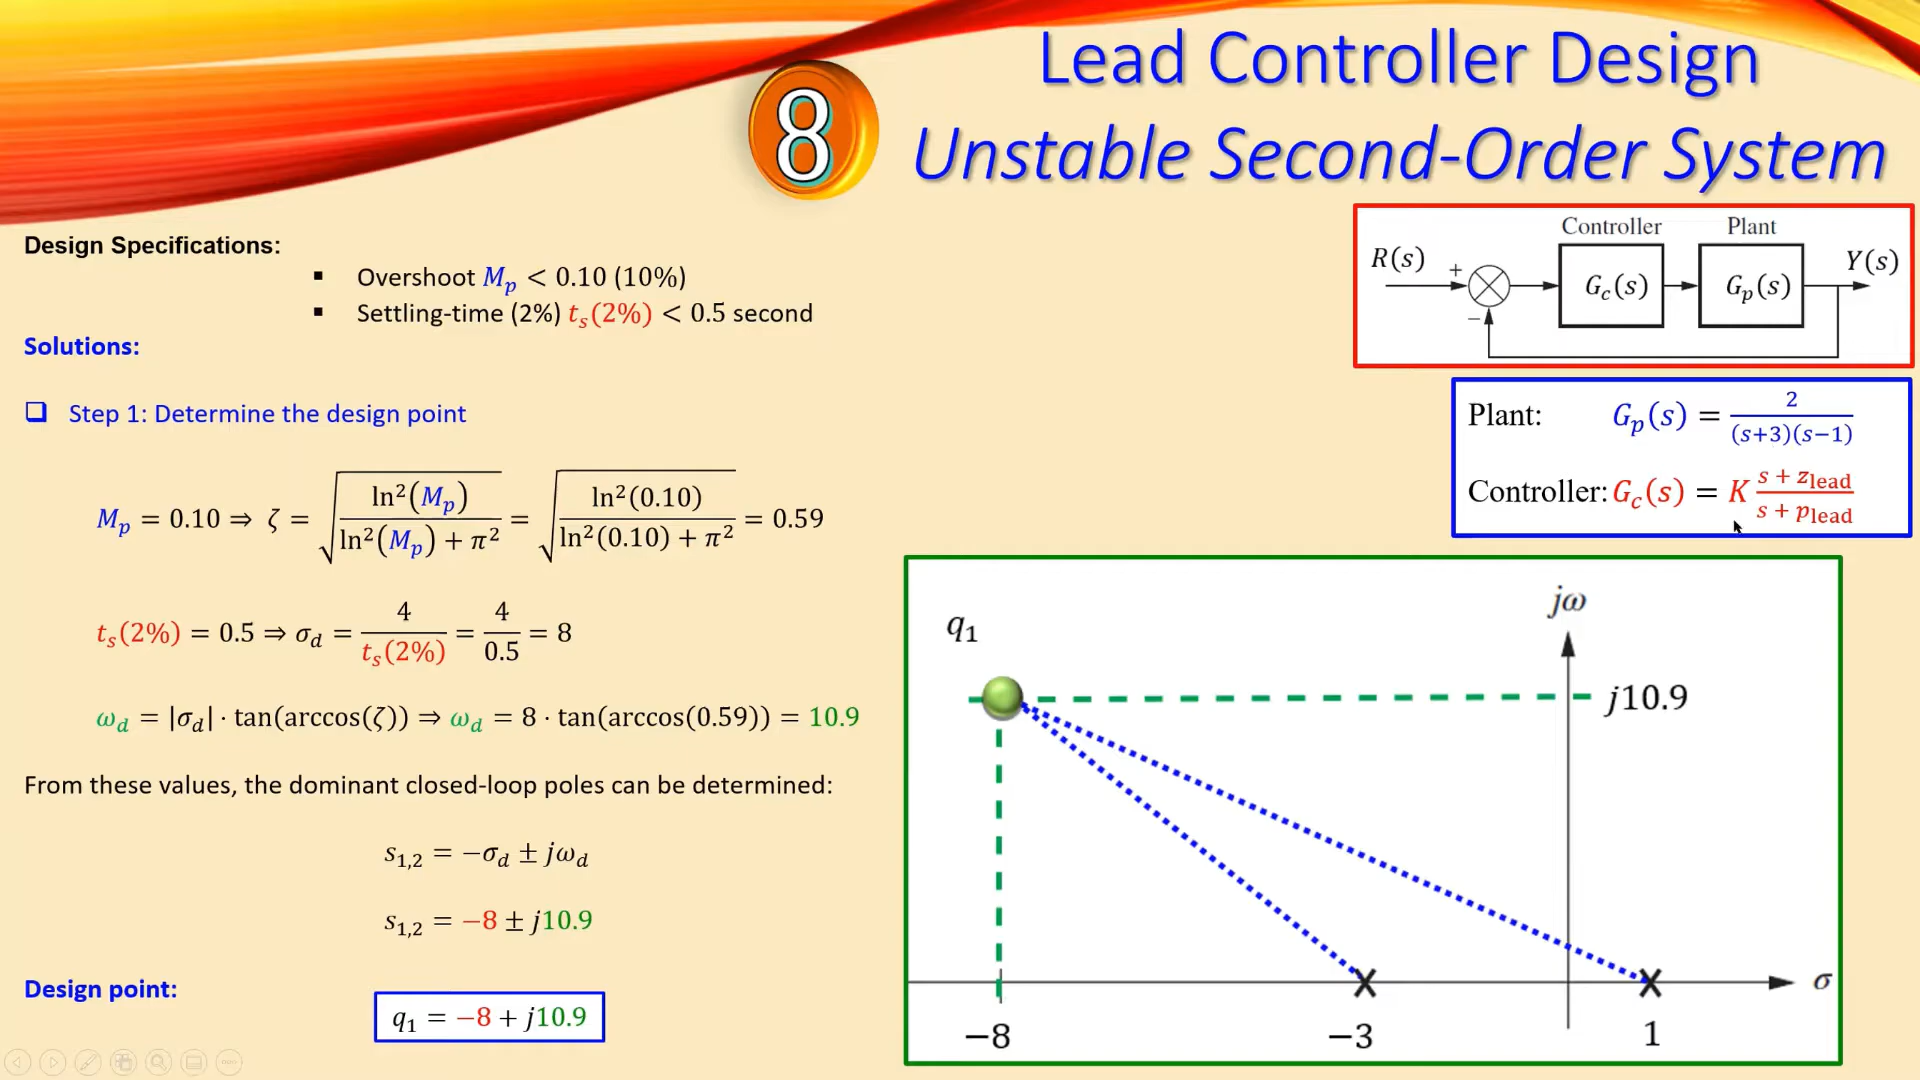 8
Lead Controller Design
Unstable Second-Order System
Design Specifications:
▪ Overshoot M_p < 0.10 (10%)
▪ Settling-time (2%) t_s(2%) < 0.5 second
Solutions:
❑ Step 1: Determine the design point
M_p = 0.10 ⇒ ζ = √(ln²(M_p) / (ln²(M_p) + π²)) = √(ln²(0.10) / (ln²(0.10) + π²)) = 0.59
t_s(2%) = 0.5 ⇒ σ_d = 4 / t_s(2%) = 4 / 0.5 = 8
ω_d = |σ_d| · tan(arccos(ζ)) ⇒ ω_d = 8 · tan(arccos(0.59)) = 10.9
From these values, the dominant closed-loop poles can be determined:
s_{1,2} = −σ_d ± jω_d
s_{1,2} = −8 ± j10.9
Design point:
q_1 = −8 + j10.9
Controller Plant
R(s) + − G_c(s) G_p(s) Y(s)
Plant: G_p(s) = 2 / ((s+3)(s−1))
Controller: G_c(s) = K (s + z_lead) / (s + p_lead)
jω
q_1
j10.9
σ
−8 −3 1